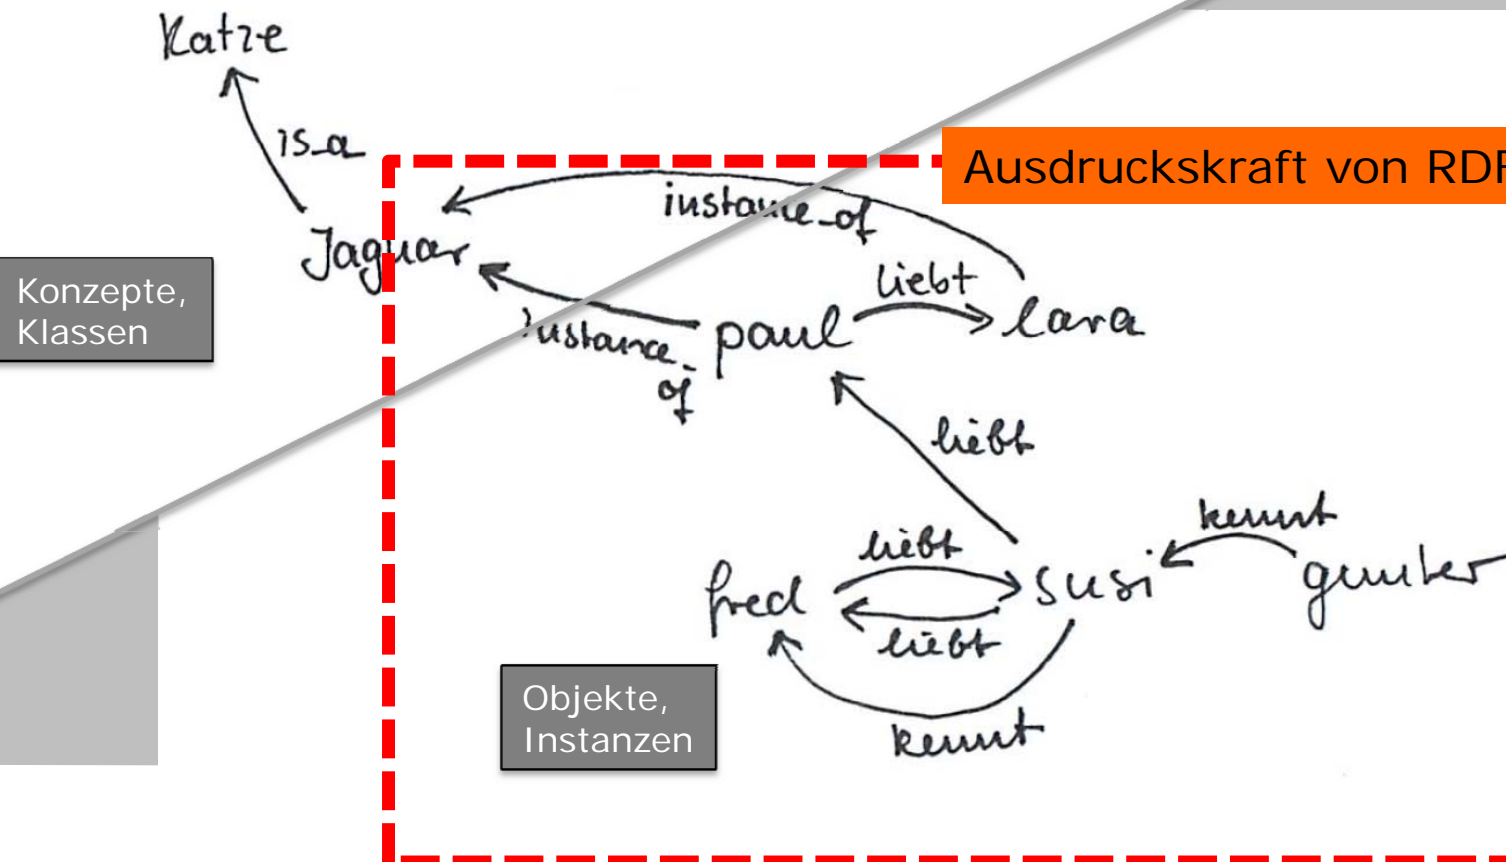 Katze
is_a
Ausdruckskraft von RDF
instance_of
Jaguar
liebt
Konzepte,
Klassen
instance_
of
paul
lara
liebt
kennt
liebt
fred
susi
gunther
liebt
Objekte,
Instanzen
kennt